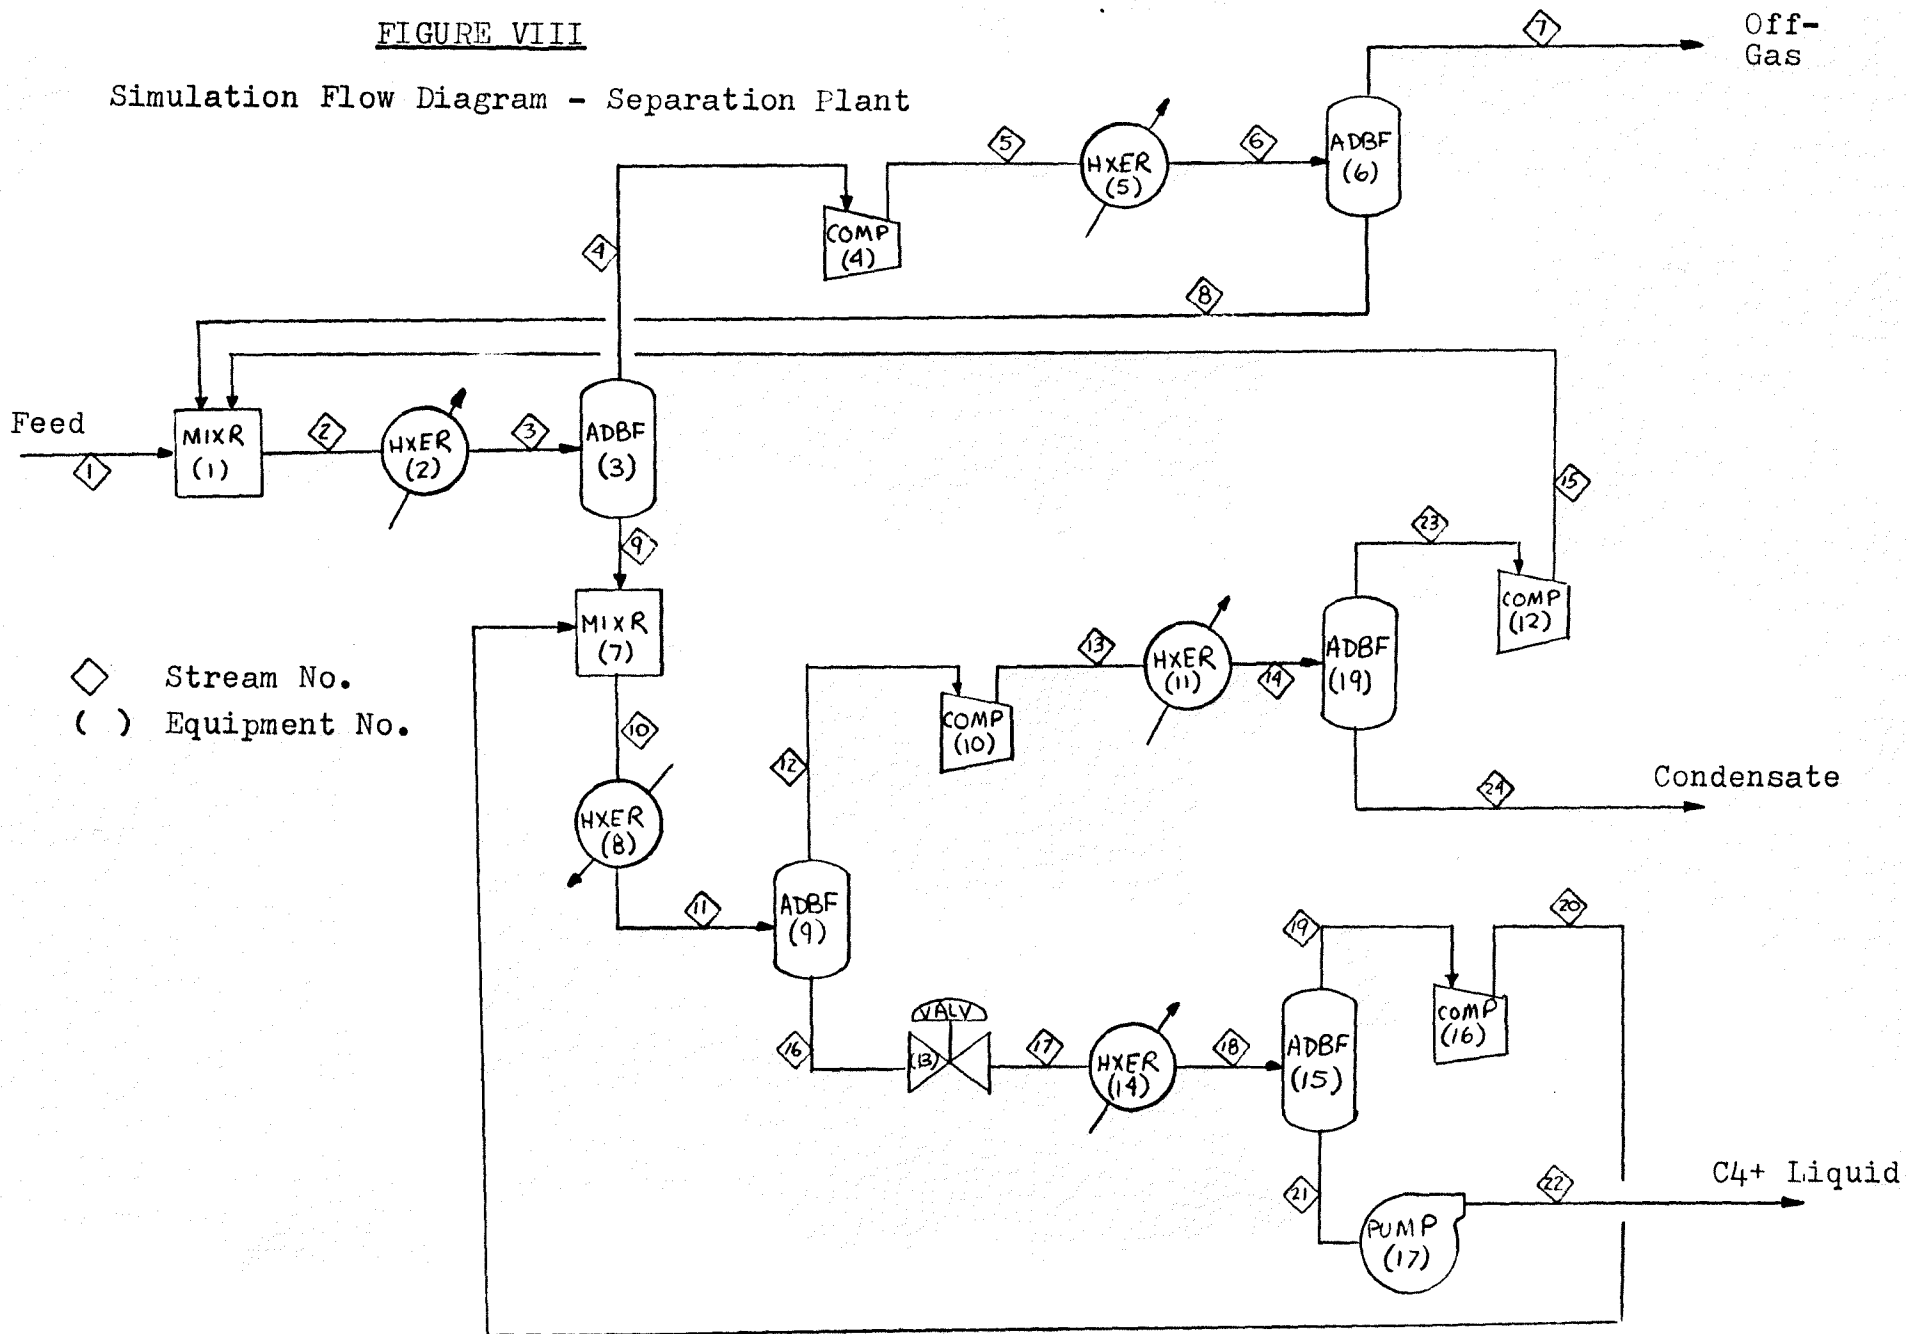 FIGURE VIII
Simulation Flow Diagram - Separation Plant
7
Off-
Gas
5
6
HXER
(5)
ADBF
(6)
4
COMP
(4)
8
Feed
1
MIXR
(1)
2
HXER
(2)
3
ADBF
(3)
9
15
23
COMP
(12)
MIXR
(7)
13
HXER
(11)
14
ADBF
(19)
◇ Stream No.
( ) Equipment No.
10
12
COMP
(10)
24
Condensate
HXER
(8)
11
ADBF
(9)
19
20
COMP
(16)
16
VALV
(13)
17
HXER
(14)
18
ADBF
(15)
21
22
C4+ Liquid
PUMP
(17)